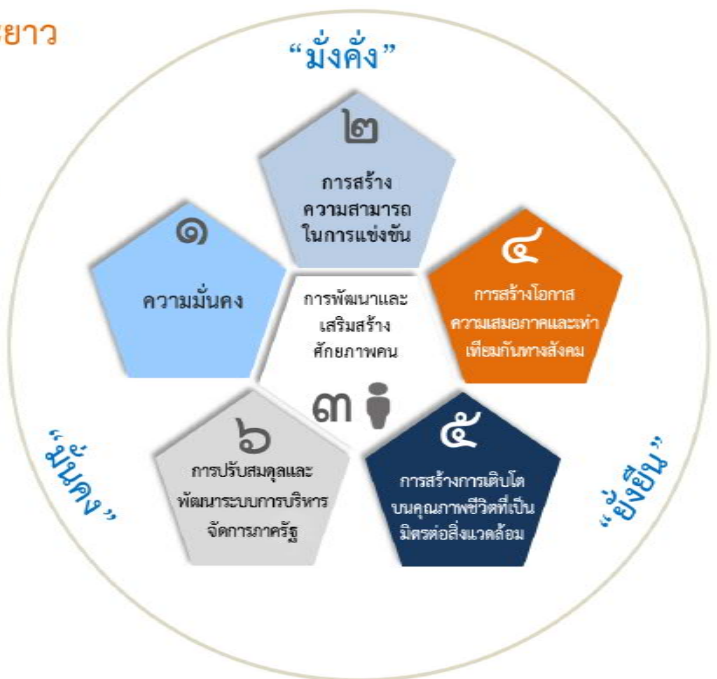 ะยาว
“มั่งคั่ง”
๒
การสร้าง
ความสามารถ
ในการแข่งขัน
๑
ความมั่นคง
การพัฒนาและ
เสริมสร้าง
ศักยภาพคน
๓
๔
การสร้างโอกาส
ความเสมอภาคและเท่า
เทียมกันทางสังคม
๖
การปรับสมดุลและ
พัฒนาระบบการบริหาร
จัดการภาครัฐ
๕
การสร้างการเติบโต
บนคุณภาพชีวิตที่เป็น
มิตรต่อสิ่งแวดล้อม
“มั่นคง”
“ยั่งยืน”